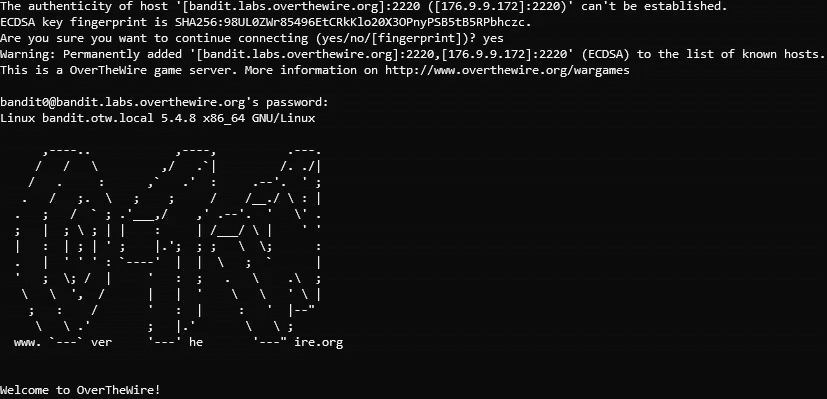 The authenticity of host '[bandit.labs.overthewire.org]:2220 ([176.9.9.172]:2220)' can't be established.
ECDSA key fingerprint is SHA256:98UL0ZWr85496EtCRkKlo20X3OPnyPSB5tB5RPbhczc.
Are you sure you want to continue connecting (yes/no/[fingerprint])? yes
Warning: Permanently added '[bandit.labs.overthewire.org]:2220,[176.9.9.172]:2220' (ECDSA) to the list of known hosts.
This is a OverTheWire game server. More information on http://www.overthewire.org/wargames
bandit0@bandit.labs.overthewire.org's password:
Linux bandit.otw.local 5.4.8 x86_64 GNU/Linux
www. ver he ire.org
Welcome to OverTheWire!